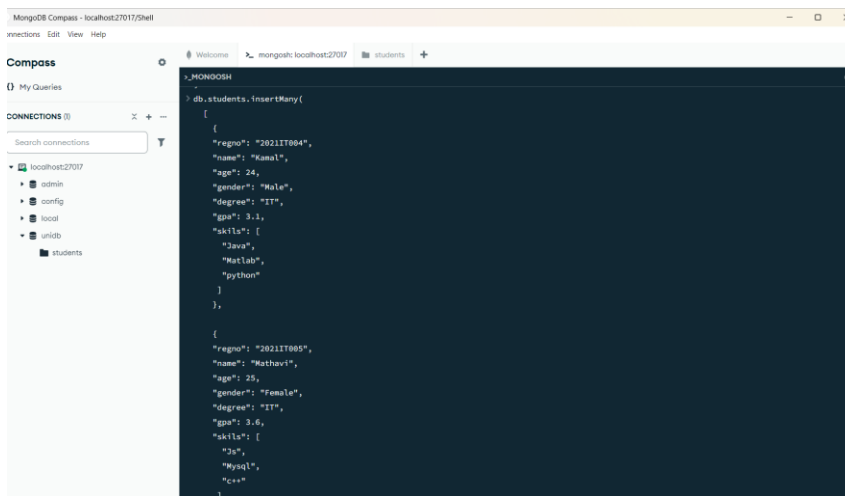 MongoDB Compass - localhost:27017/Shell
onnections Edit View Help
Compass
{} My Queries
CONNECTIONS (1)
Search connections
localhost:27017
admin
config
local
unidb
students
Welcome >_ mongosh: localhost:27017 students +
>_MONGOSH
> db.students.insertMany(
[
{
"regno": "2021IT004",
"name": "Kamal",
"age": 24,
"gender": "Male",
"degree": "IT",
"gpa": 3.1,
"skils": [
"Java",
"Matlab",
"python"
]
},
{
"regno": "2021IT005",
"name": "Mathavi",
"age": 25,
"gender": "Female",
"degree": "IT",
"gpa": 3.6,
"skils": [
"Js",
"Mysql",
"c++"
]